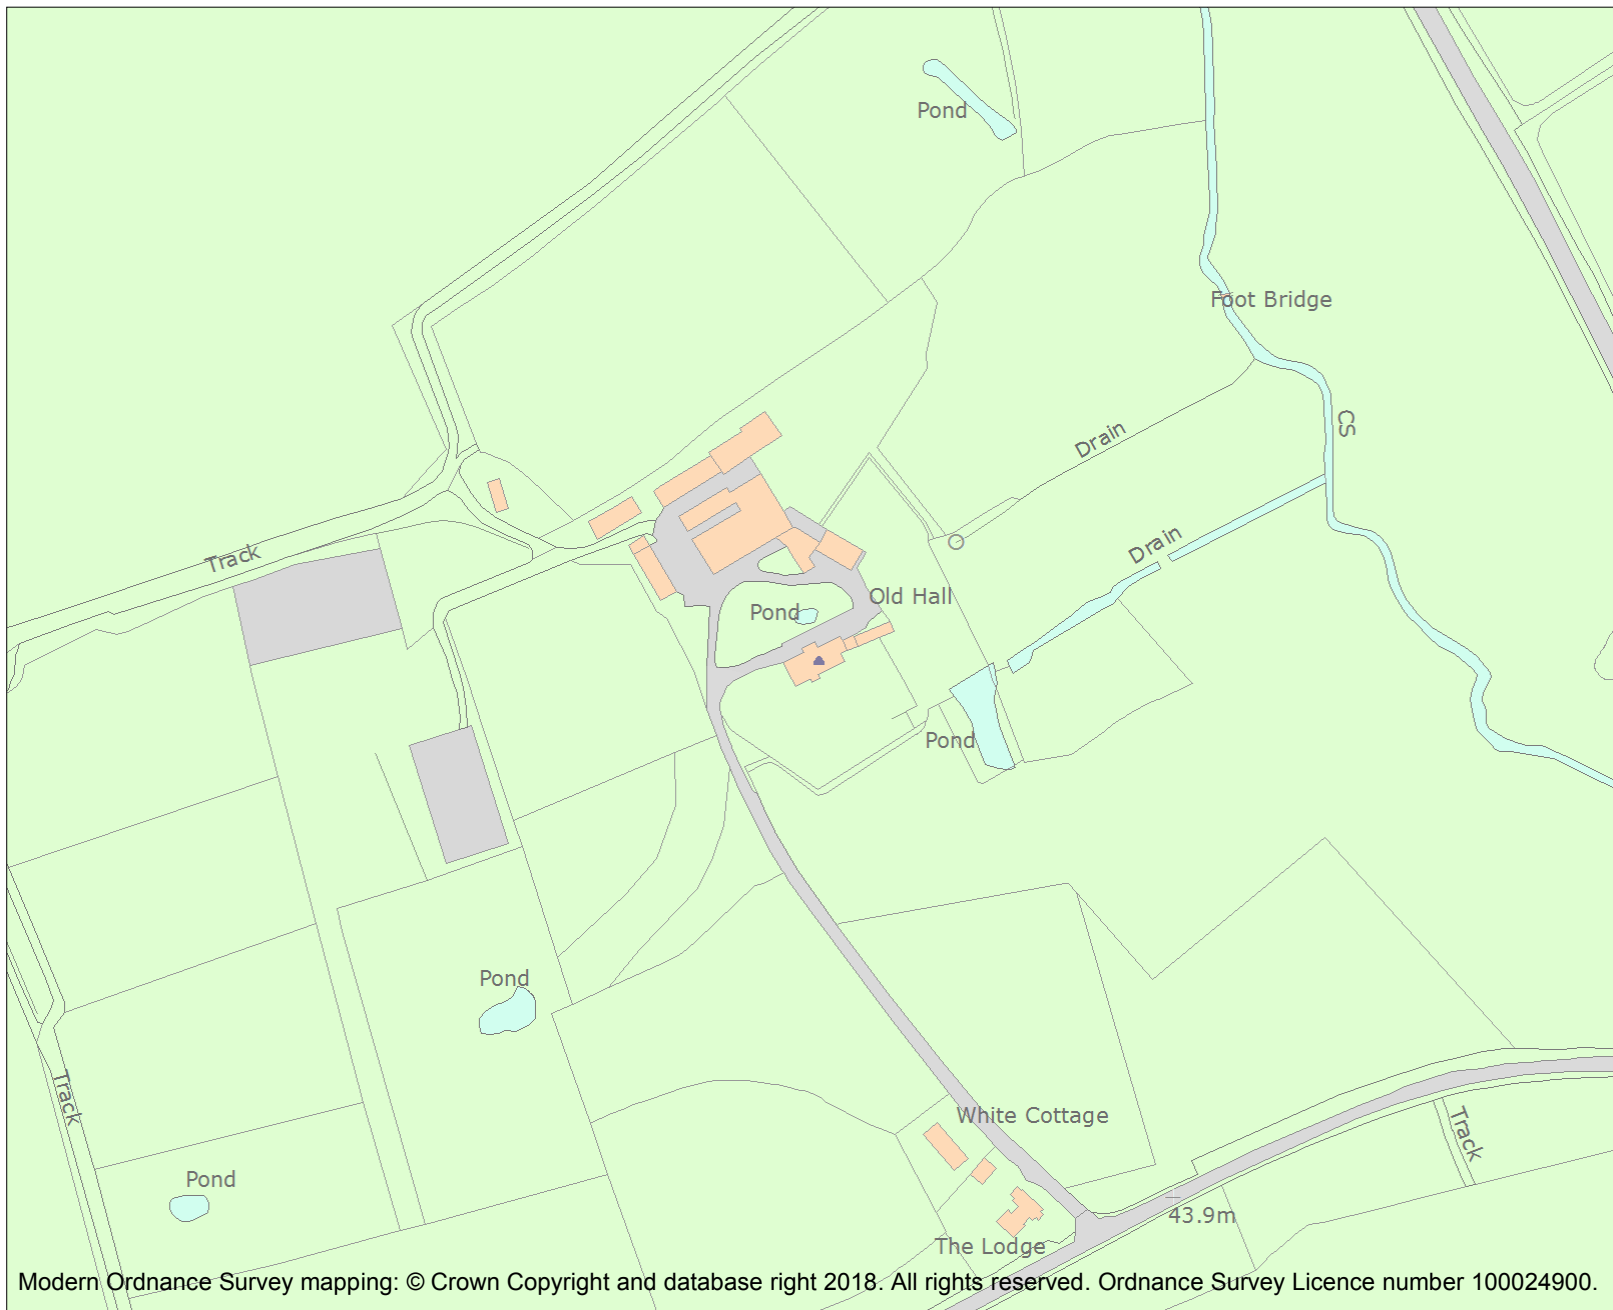 Pond
Foot Bridge
CS
Drain
Drain
Track
Old Hall
Pond
Pond
Pond
Track
White Cottage
Track
Pond
43.9m
The Lodge
Modern Ordnance Survey mapping: © Crown Copyright and database right 2018. All rights reserved. Ordnance Survey Licence number 100024900.